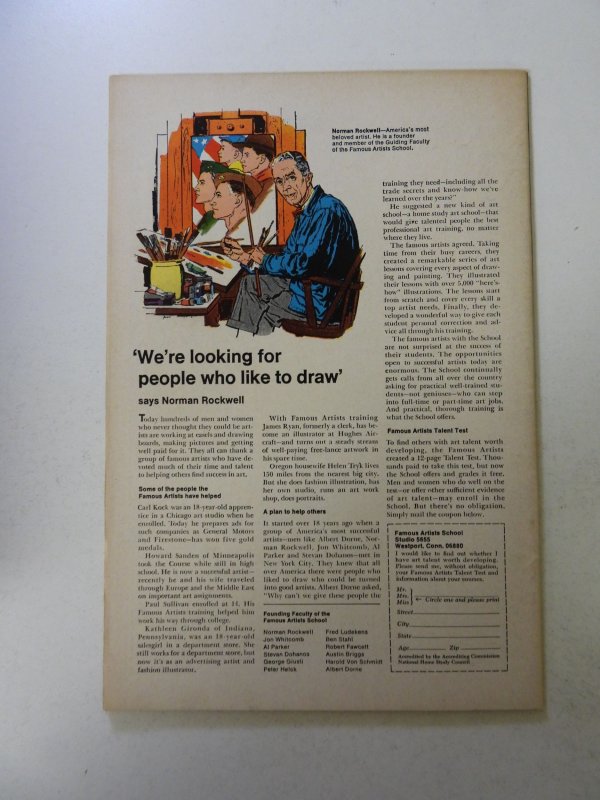 Norman Rockwell—America's most
beloved artist. He is a founder
and member of the Guiding Faculty
of the Famous Artists School.
'We're looking for
people who like to draw'
says Norman Rockwell
Today hundreds of men and women
who never thought they could be art-
ists are working at easels and drawing
boards, making pictures and getting
well paid for it. They all can thank a
group of famous artists who have de-
voted much of their time and talent
to helping others find success in art.
Some of the people the
Famous Artists have helped
Carl Kock was an 18-year-old appren-
tice in a Chicago art studio when he
enrolled. Today he prepares ads for
such companies as General Motors
and Firestone—has won five gold
medals.
Howard Sanden of Minneapolis
took the Course while still in high
school. He is now a successful artist—
recently he and his wife traveled
through Europe and the Middle East
on important art assignments.
Paul Sullivan enrolled at 14. His
Famous Artists training helped him
work his way through college.
Kathleen Gironda of Indiana,
Pennsylvania, was an 18-year-old
salesgirl in a department store. She
still works for a department store, but
now it's as an advertising artist and
fashion illustrator.
With Famous Artists training
James Ryan, formerly a clerk, has be-
come an illustrator at Hughes Air-
craft—and turns out a steady stream
of well-paying free-lance artwork in
his spare time.
Oregon housewife Helen Teyk lives
150 miles from the nearest big city.
But she does fashion illustration, has
her own studio, runs an art work
shop, does portraits.
A plan to help others
It started over 18 years ago when a
group of America's most successful
artists—men like Albert Dorne, Nor-
man Rockwell, Jon Whitcomb, Al
Parker and Stevan Dohanos—met in
New York City. They knew that all
over America there were people who
liked to draw who could be turned
into good artists. Albert Dorne asked,
"Why can't we give these people the
Founding Faculty of the
Famous Artists School
Norman Rockwell
Jon Whitcomb
Al Parker
Stevan Dohanos
George Giusti
Peter Helck
Fred Ludekens
Ben Stahl
Robert Fawcett
Austin Briggs
Harold Von Schmidt
Albert Dorne
training they need—including all the
trade secrets and know-how we're
learned over the years?"
He suggested a new kind of art
school—a home study art school—that
would give talented people the best
professional art training, no matter
where they live.
The famous artists agreed. Taking
time from their busy careers, they
created a remarkable series of art
lessons covering every aspect of draw-
ing and painting. They illustrated
their lessons with over 5,000 "here's-
how" illustrations. The lessons start
from scratch and cover every skill a
top artist needs. Finally, they de-
veloped a wonderful way to give each
student personal correction and ad-
vice all through his training.
The famous artists with the School
are not surprised at the success of
their students. The opportunities
open to successful artists today are
enormous. The School continually
gets calls from all over the country
asking for practical well-trained stu-
dents—not geniuses—who can step
into full-time or part-time art jobs.
And practical, thorough training is
what the School offers.
Famous Artists Talent Test
To find others with art talent worth
developing, the Famous Artists
created a 12-page Talent Test. Thou-
sands paid to take this test, but now
the School offers and grades it free.
Men and women who do well on the
test—or offer other sufficient evidence
of art talent—may enroll in the
School. But there's no obligation.
Simply mail the coupon below.
Famous Artists School
Studio 5655
Westport, Conn. 06880
I would like to find out whether I
have art talent worth developing.
Please send me, without obligation,
your Famous Artists Talent Test and
information about your courses.
Mr.
Mrs. ← Circle one and please print
Miss
Street
City
State
Age Zip
Accredited by the Accrediting Commission
National Home Study Council